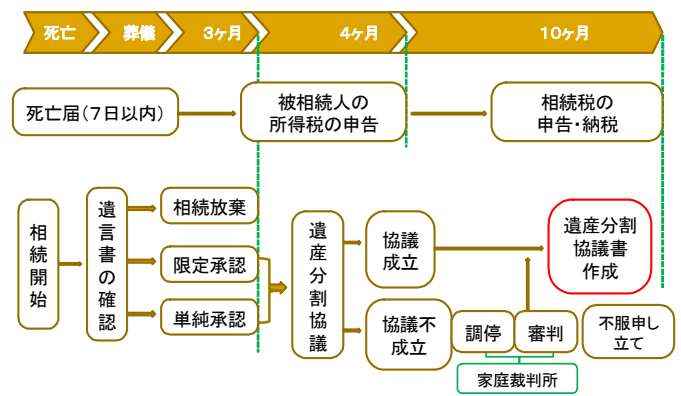 死亡
葬儀
3ヶ月
4ヶ月
10ヶ月
死亡届(7日以内)
被相続人の
所得税の申告
相続税の
申告・納税
相続開始
遺言書の確認
相続放棄
限定承認
単純承認
遺産分割協議
協議
成立
協議不
成立
調停
審判
家庭裁判所
遺産分割
協議書
作成
不服申し
立て